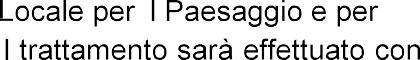 Locale per l Paesaggio e per
l trattamento sarà effettuato con